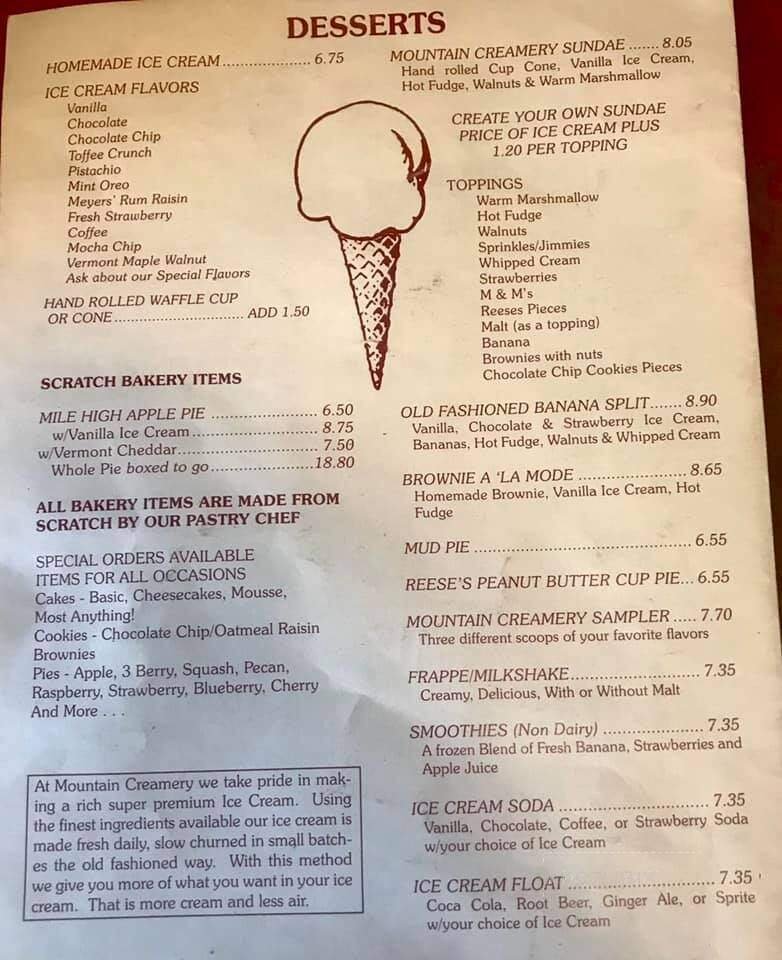 DESSERTS
HOMEMADE ICE CREAM .................... 6.75
ICE CREAM FLAVORS
Vanilla
Chocolate
Chocolate Chip
Toffee Crunch
Pistachio
Mint Oreo
Meyers' Rum Raisin
Fresh Strawberry
Coffee
Mocha Chip
Vermont Maple Walnut
Ask about our Special Flavors
HAND ROLLED WAFFLE CUP
OR CONE ............................... ADD 1.50
SCRATCH BAKERY ITEMS
MILE HIGH APPLE PIE ...................... 6.50
w/Vanilla Ice Cream ......................... 8.75
w/Vermont Cheddar............................ 7.50
Whole Pie boxed to go .....................18.80
ALL BAKERY ITEMS ARE MADE FROM
SCRATCH BY OUR PASTRY CHEF
SPECIAL ORDERS AVAILABLE
ITEMS FOR ALL OCCASIONS
Cakes - Basic, Cheesecakes, Mousse,
Most Anything!
Cookies - Chocolate Chip/Oatmeal Raisin
Brownies
Pies - Apple, 3 Berry, Squash, Pecan,
Raspberry, Strawberry, Blueberry, Cherry
And More . . .
At Mountain Creamery we take pride in mak-
ing a rich super premium Ice Cream. Using
the finest ingredients available our ice cream is
made fresh daily, slow churned in small batch-
es the old fashioned way. With this method
we give you more of what you want in your ice
cream. That is more cream and less air.
MOUNTAIN CREAMERY SUNDAE ....... 8.05
Hand rolled Cup Cone, Vanilla Ice Cream,
Hot Fudge, Walnuts & Warm Marshmallow
CREATE YOUR OWN SUNDAE
PRICE OF ICE CREAM PLUS
1.20 PER TOPPING
TOPPINGS
Warm Marshmallow
Hot Fudge
Walnuts
Sprinkles/Jimmies
Whipped Cream
Strawberries
M & M's
Reeses Pieces
Malt (as a topping)
Banana
Brownies with nuts
Chocolate Chip Cookies Pieces
OLD FASHIONED BANANA SPLIT....... 8.90
Vanilla, Chocolate & Strawberry Ice Cream,
Bananas, Hot Fudge, Walnuts & Whipped Cream
BROWNIE A 'LA MODE ....................... 8.65
Homemade Brownie, Vanilla Ice Cream, Hot
Fudge
MUD PIE ............................................ 6.55
REESE'S PEANUT BUTTER CUP PIE... 6.55
MOUNTAIN CREAMERY SAMPLER ..... 7.70
Three different scoops of your favorite flavors
FRAPPE/MILKSHAKE........................... 7.35
Creamy, Delicious, With or Without Malt
SMOOTHIES (Non Dairy) .................... 7.35
A frozen Blend of Fresh Banana, Strawberries and
Apple Juice
ICE CREAM SODA .............................. 7.35
Vanilla, Chocolate, Coffee, or Strawberry Soda
w/your choice of Ice Cream
ICE CREAM FLOAT ............................. 7.35
Coca Cola, Root Beer, Ginger Ale, or Sprite
w/your choice of Ice Cream